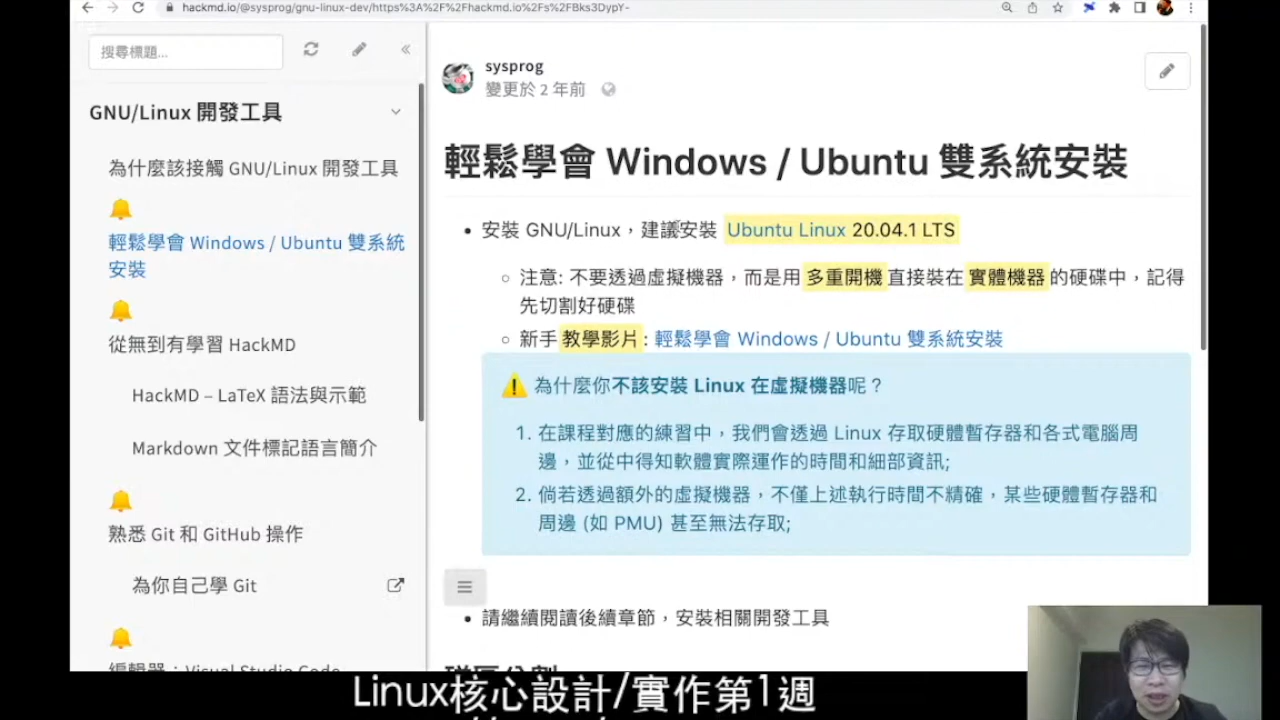 hackmd.io/@sysprog/gnu-linux-dev/https%3A%2F%2Fhackmd.io%2Fs%2FBks3DypY-
搜尋標題...
GNU/Linux 開發工具
為什麼該接觸 GNU/Linux 開發工具
輕鬆學會 Windows / Ubuntu 雙系統
安裝
從無到有學習 HackMD
HackMD – LaTeX 語法與示範
Markdown 文件標記語言簡介
熟悉 Git 和 GitHub 操作
為你自己學 Git
編輯器：Visual Studio Code
sysprog
變更於 2 年前
輕鬆學會 Windows / Ubuntu 雙系統安裝
安裝 GNU/Linux，建議安裝 Ubuntu Linux 20.04.1 LTS
注意: 不要透過虛擬機器，而是用 多重開機 直接裝在 實體機器 的硬碟中，記得
先切割好硬碟
新手 教學影片: 輕鬆學會 Windows / Ubuntu 雙系統安裝
為什麼你不該安裝 Linux 在虛擬機器呢？
1. 在課程對應的練習中，我們會透過 Linux 存取硬體暫存器和各式電腦周
邊，並從中得知軟體實際運作的時間和細部資訊;
2. 倘若透過額外的虛擬機器，不僅上述執行時間不精確，某些硬體暫存器和
周邊 (如 PMU) 甚至無法存取;
請繼續閱讀後續章節，安裝相關開發工具
磁區分割
Linux核心設計/實作第1週